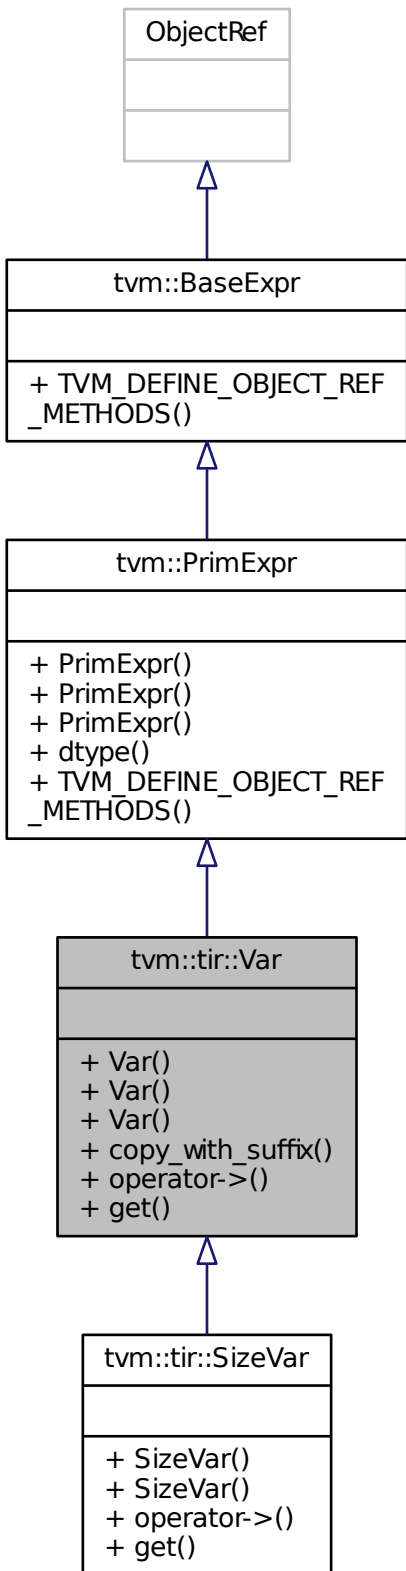 ObjectRef
tvm::BaseExpr
+ TVM_DEFINE_OBJECT_REF
_METHODS()
tvm::PrimExpr
+ PrimExpr()
+ PrimExpr()
+ PrimExpr()
+ dtype()
+ TVM_DEFINE_OBJECT_REF
_METHODS()
tvm::tir::Var
+ Var()
+ Var()
+ Var()
+ copy_with_suffix()
+ operator->()
+ get()
tvm::tir::SizeVar
+ SizeVar()
+ SizeVar()
+ operator->()
+ get()